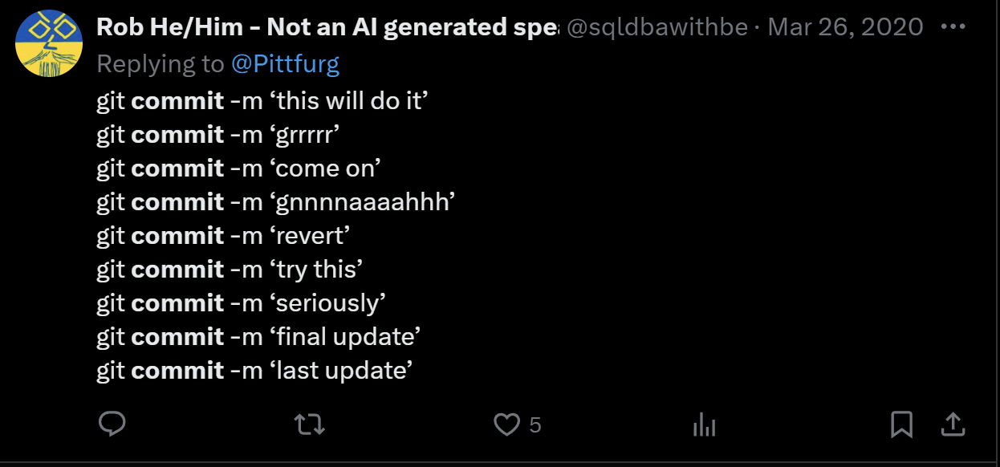 Rob He/Him - Not an AI generated spe @sqldbawithbe · Mar 26, 2020
Replying to @Pittfurg
git commit -m ‘this will do it’
git commit -m ‘grrrrr’
git commit -m ‘come on’
git commit -m ‘gnnnnaaaahhh’
git commit -m ‘revert’
git commit -m ‘try this’
git commit -m ‘seriously’
git commit -m ‘final update’
git commit -m ‘last update’
5